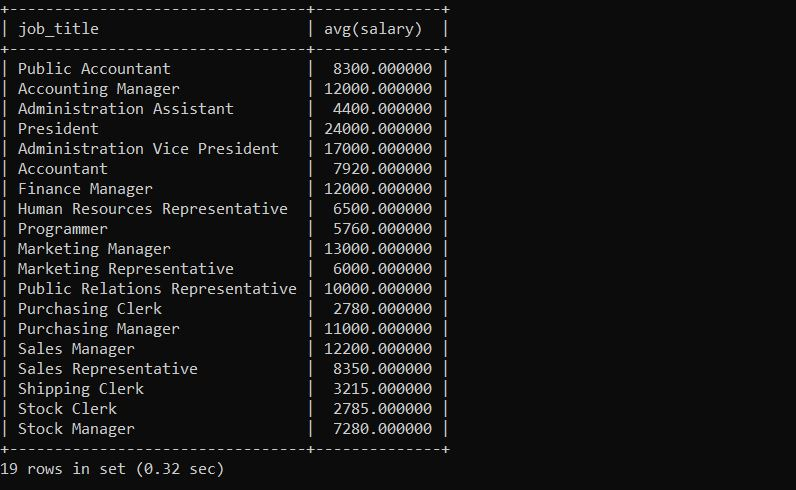 +---------------------------------+--------------+
| job_title                       | avg(salary)  |
+---------------------------------+--------------+
| Public Accountant               |  8300.000000 |
| Accounting Manager              | 12000.000000 |
| Administration Assistant        |  4400.000000 |
| President                       | 24000.000000 |
| Administration Vice President   | 17000.000000 |
| Accountant                      |  7920.000000 |
| Finance Manager                 | 12000.000000 |
| Human Resources Representative  |  6500.000000 |
| Programmer                      |  5760.000000 |
| Marketing Manager               | 13000.000000 |
| Marketing Representative        |  6000.000000 |
| Public Relations Representative | 10000.000000 |
| Purchasing Clerk                |  2780.000000 |
| Purchasing Manager              | 11000.000000 |
| Sales Manager                   | 12200.000000 |
| Sales Representative            |  8350.000000 |
| Shipping Clerk                  |  3215.000000 |
| Stock Clerk                     |  2785.000000 |
| Stock Manager                   |  7280.000000 |
+---------------------------------+--------------+
19 rows in set (0.32 sec)